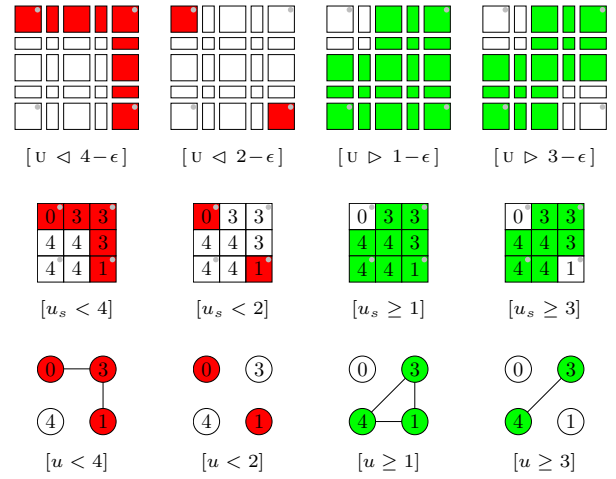 [U ⊲ 4−ϵ] [U ⊲ 2−ϵ] [U ⊳ 1−ϵ] [U ⊳ 3−ϵ]
0 3 3 0 3 3 0 3 3 0 3 3
4 4 3 4 4 3 4 4 3 4 4 3
4 4 1 4 4 1 4 4 1 4 4 1
[u_s < 4] [u_s < 2] [u_s ≥ 1] [u_s ≥ 3]
0 3 0 3 0 3 0 3
4 1 4 1 4 1 4 1
[u < 4] [u < 2] [u ≥ 1] [u ≥ 3]